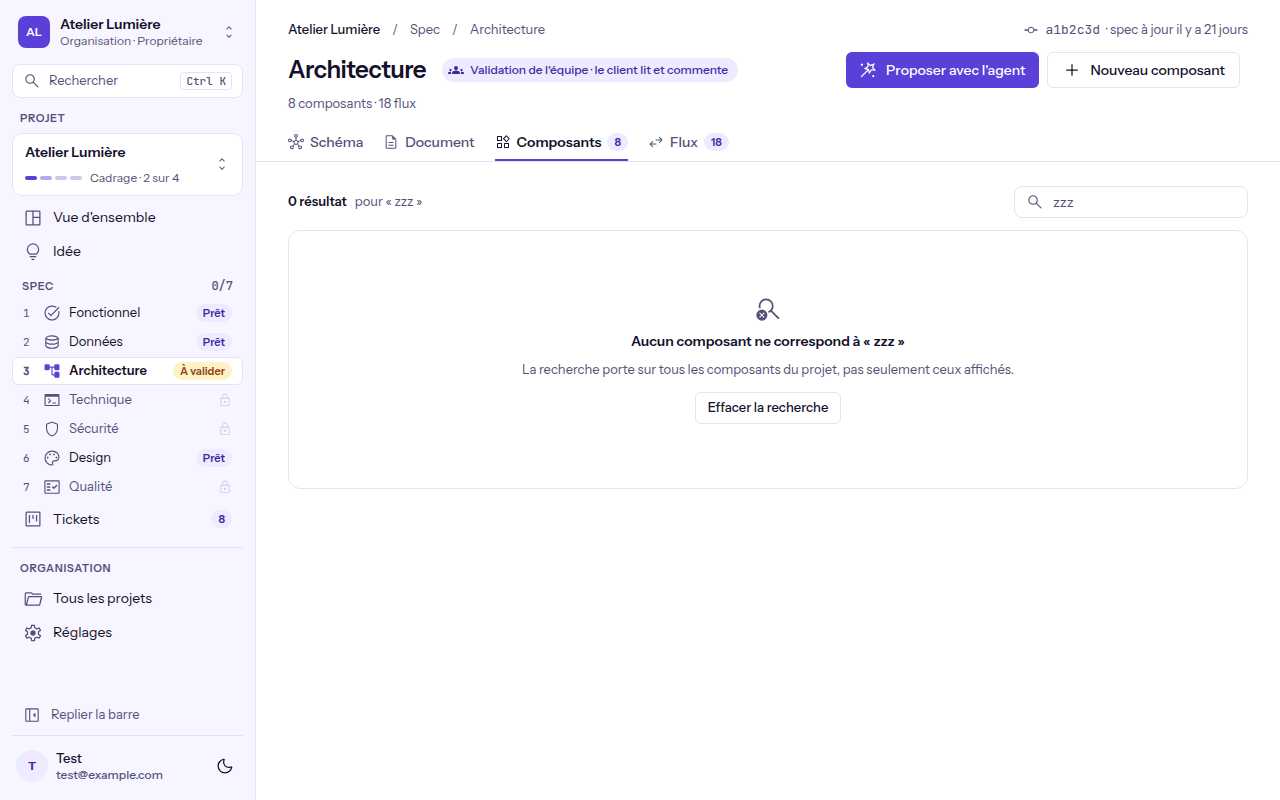 AL
Atelier Lumière
Organisation · Propriétaire
Rechercher
Ctrl K
PROJET
Atelier Lumière
Cadrage · 2 sur 4
Vue d'ensemble
Idée
SPEC 0/7
1 Fonctionnel Prêt
2 Données Prêt
3 Architecture À valider
4 Technique
5 Sécurité
6 Design Prêt
7 Qualité
Tickets 8
ORGANISATION
Tous les projets
Réglages
Replier la barre
T
Test
test@example.com
Atelier Lumière / Spec / Architecture
a1b2c3d · spec à jour il y a 21 jours
Architecture
Validation de l'équipe · le client lit et commente
Proposer avec l'agent
Nouveau composant
8 composants · 18 flux
Schéma
Document
Composants 8
Flux 18
0 résultat pour « zzz »
zzz
Aucun composant ne correspond à « zzz »
La recherche porte sur tous les composants du projet, pas seulement ceux affichés.
Effacer la recherche